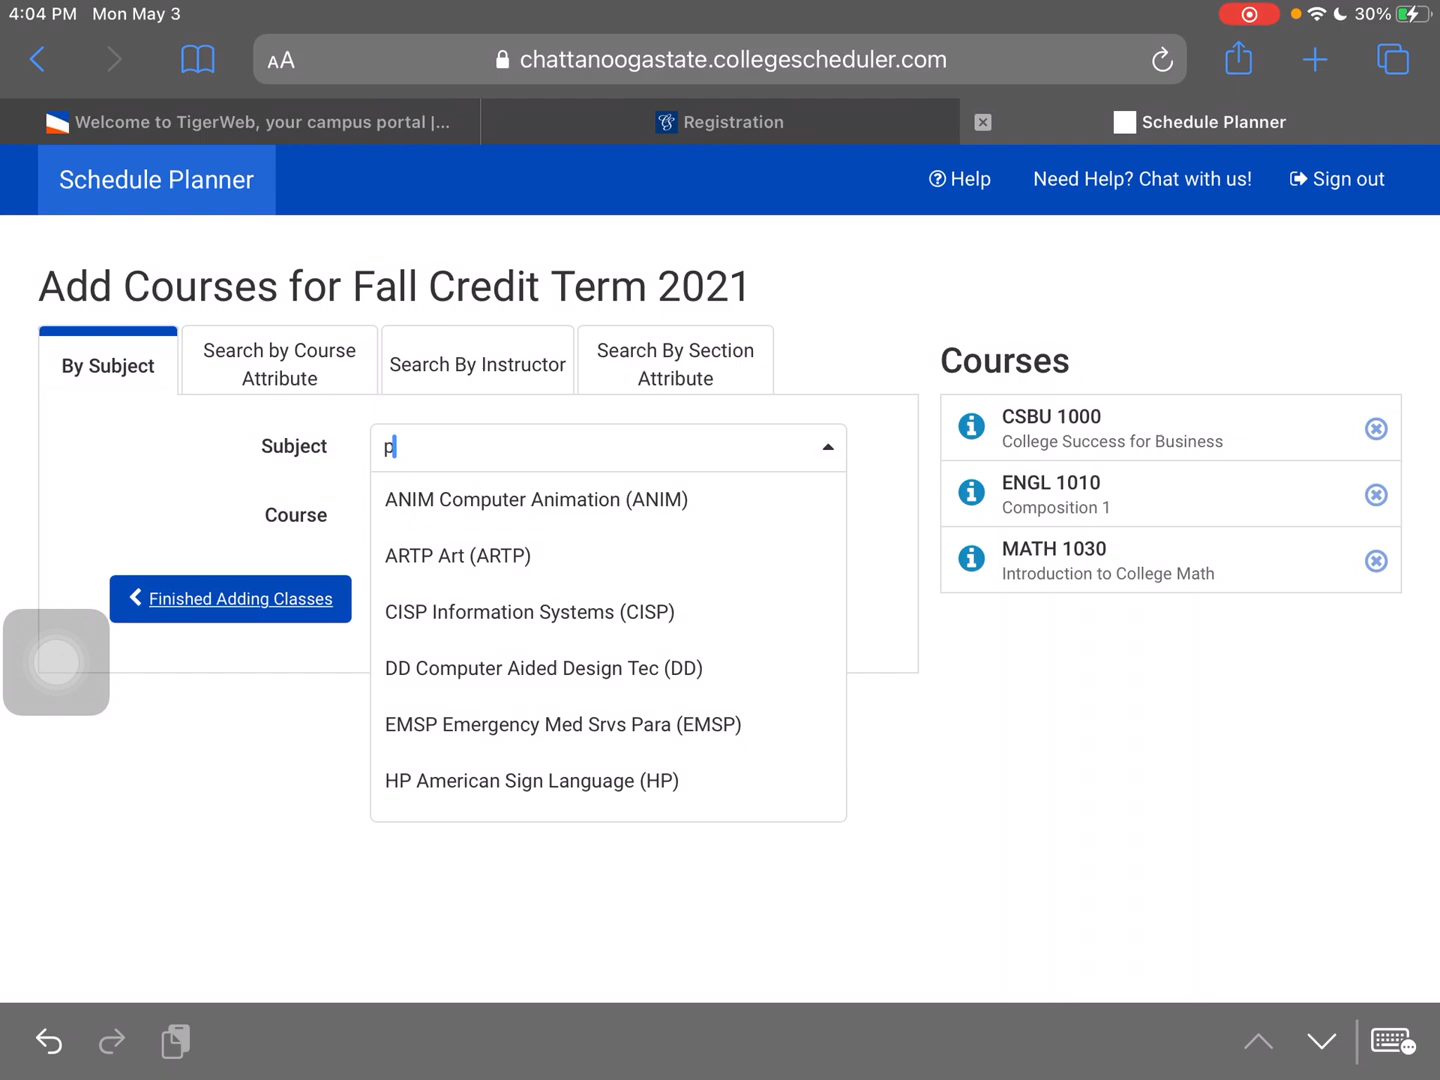 4:04 PM Mon May 3
30%
AA
chattanoogastate.collegescheduler.com
Welcome to TigerWeb, your campus portal |...
Registration
Schedule Planner
Schedule Planner
Help
Need Help? Chat with us!
Sign out
Add Courses for Fall Credit Term 2021
By Subject
Search by Course
Attribute
Search By Instructor
Search By Section
Attribute
Subject
p
ANIM Computer Animation (ANIM)
ARTP Art (ARTP)
CISP Information Systems (CISP)
DD Computer Aided Design Tec (DD)
EMSP Emergency Med Srvs Para (EMSP)
HP American Sign Language (HP)
Course
Finished Adding Classes
Courses
CSBU 1000
College Success for Business
ENGL 1010
Composition 1
MATH 1030
Introduction to College Math